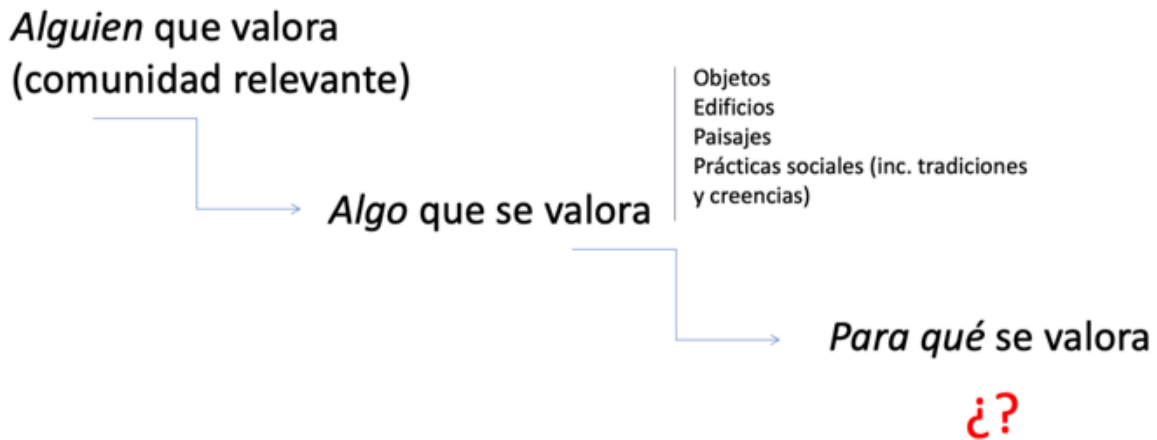 Alguien que valora
(comunidad relevante)
Objetos
Edificios
Paisajes
Prácticas sociales (inc. tradiciones
y creencias)
Algo que se valora
Para qué se valora
¿?